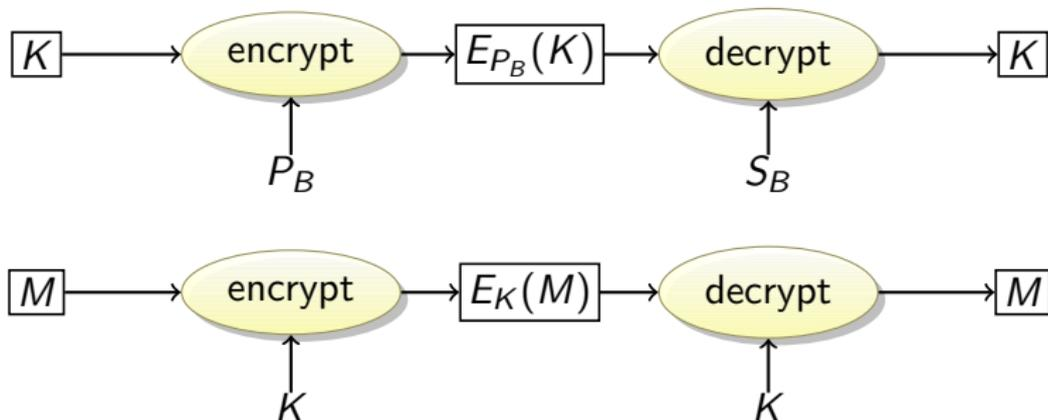 K encrypt E_{P_B}(K) decrypt K
P_B S_B
M encrypt E_K(M) decrypt M
K K